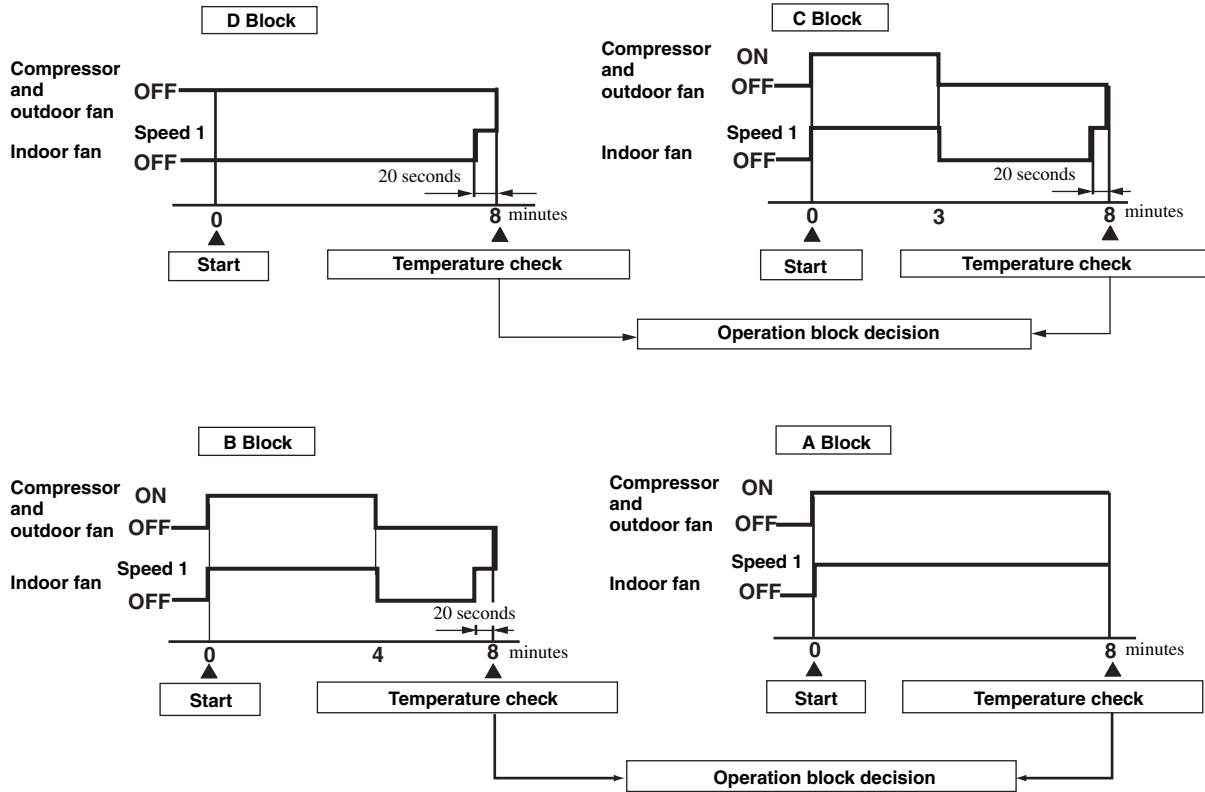 D Block
Compressor
and
outdoor fan
OFF
Speed 1
Indoor fan
OFF
20 seconds
0
8 minutes
Start
Temperature check
C Block
Compressor
and
outdoor fan
ON
OFF
Speed 1
Indoor fan
OFF
20 seconds
0
3
8 minutes
Start
Temperature check
Operation block decision
B Block
Compressor
and
outdoor fan
ON
OFF
Speed 1
Indoor fan
OFF
20 seconds
0
4
8 minutes
Start
Temperature check
A Block
Compressor
and
outdoor fan
ON
OFF
Speed 1
Indoor fan
OFF
0
8 minutes
Start
Temperature check
Operation block decision